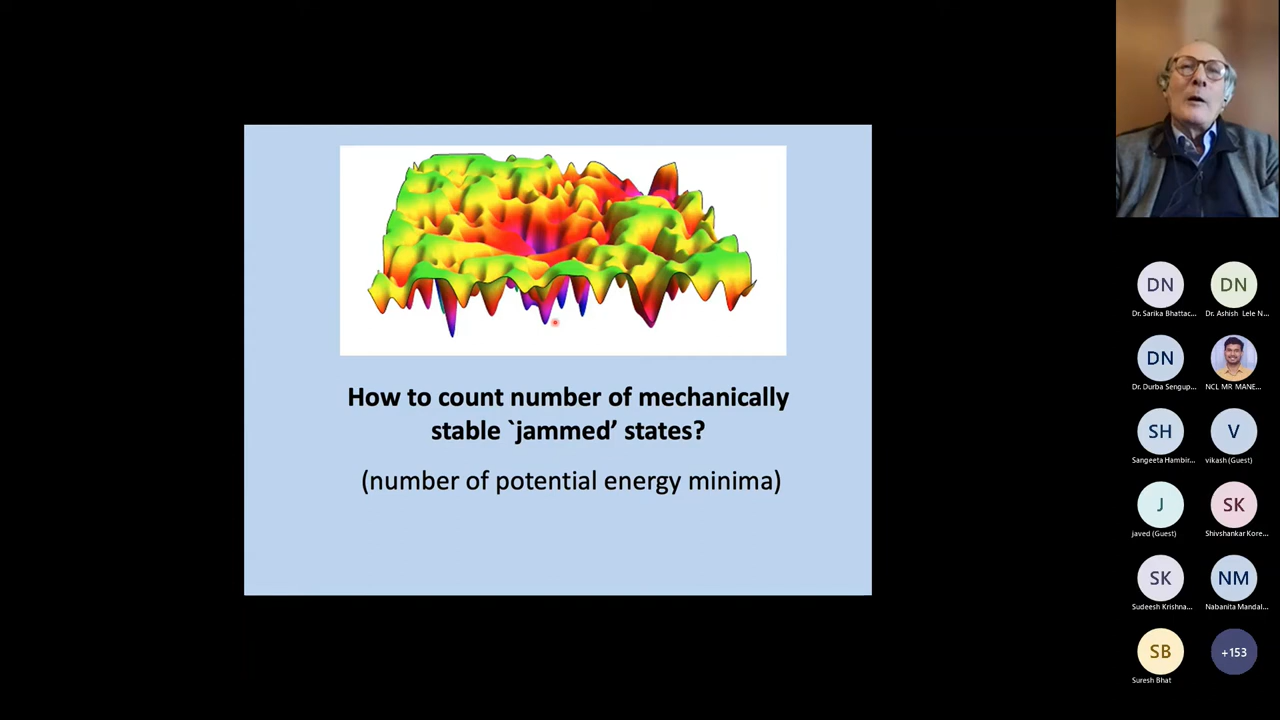 How to count number of mechanically
stable `jammed’ states?
(number of potential energy minima)
DN
DN
Dr. Sarika Bhattac...
Dr. Ashish Lele N...
DN
Dr. Durba Sengup...
NCL MR MANE...
SH
V
Sangeeta Hambir...
vikash (Guest)
J
SK
javed (Guest)
Shivshankar Kore...
SK
NM
Sudeesh Krishna...
Nabanita Mandal...
SB
+153
Suresh Bhat